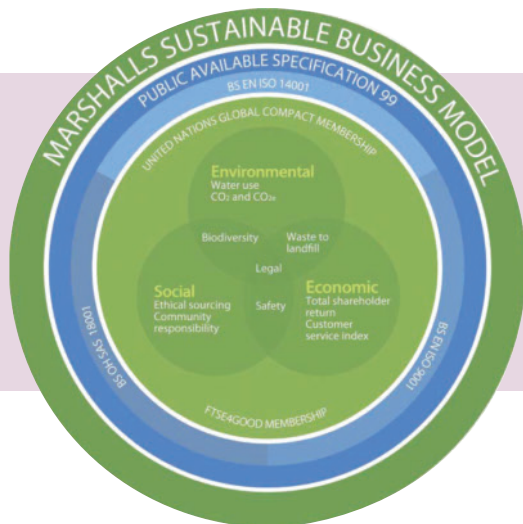 MARSHALLS SUSTAINABLE BUSINESS MODEL
PUBLIC AVAILABLE SPECIFICATION 99
BS EN ISO 14001
UNITED NATIONS GLOBAL COMPACT MEMBERSHIP
Environmental
Water use
CO₂ and CO₂ₑ
Biodiversity
Waste to
landfill
Legal
Social
Ethical sourcing
Community
responsibility
Safety
Economic
Total shareholder
return
Customer
service index
BS OH SAS 18001
BS EN ISO 9001
FTSE4GOOD MEMBERSHIP